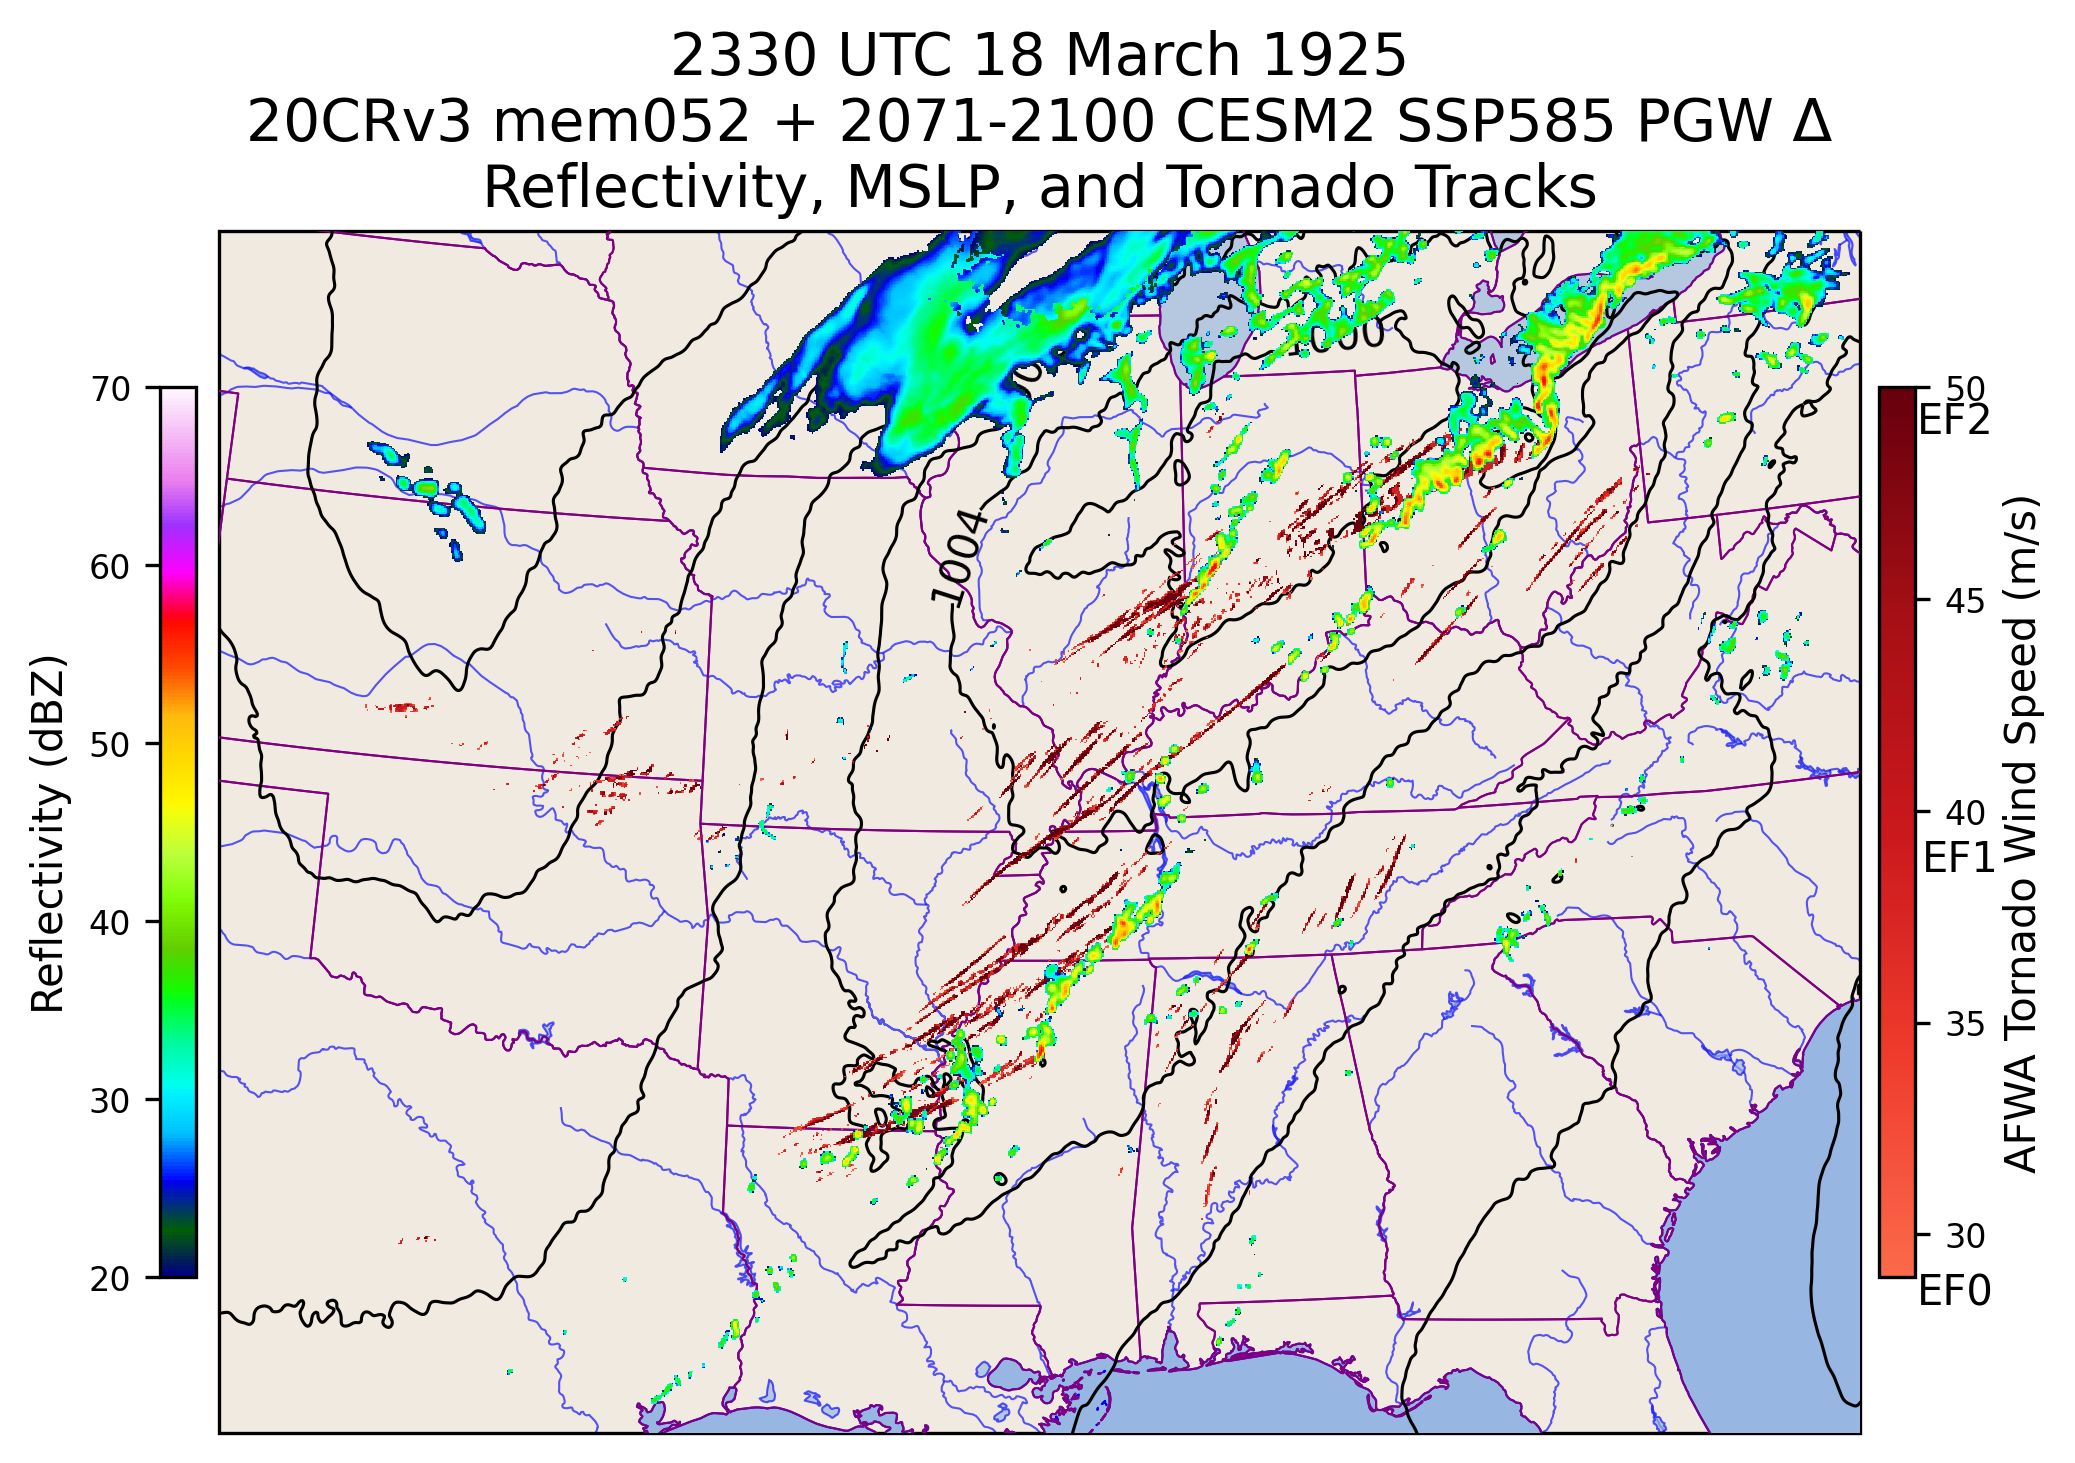 2330 UTC 18 March 1925
20CRv3 mem052 + 2071-2100 CESM2 SSP585 PGW Δ
Reflectivity, MSLP, and Tornado Tracks
70
60
50
40
30
20
Reflectivity (dBZ)
1000
1004
50
EF2
45
40
EF1
35
30
EF0
AFWA Tornado Wind Speed (m/s)